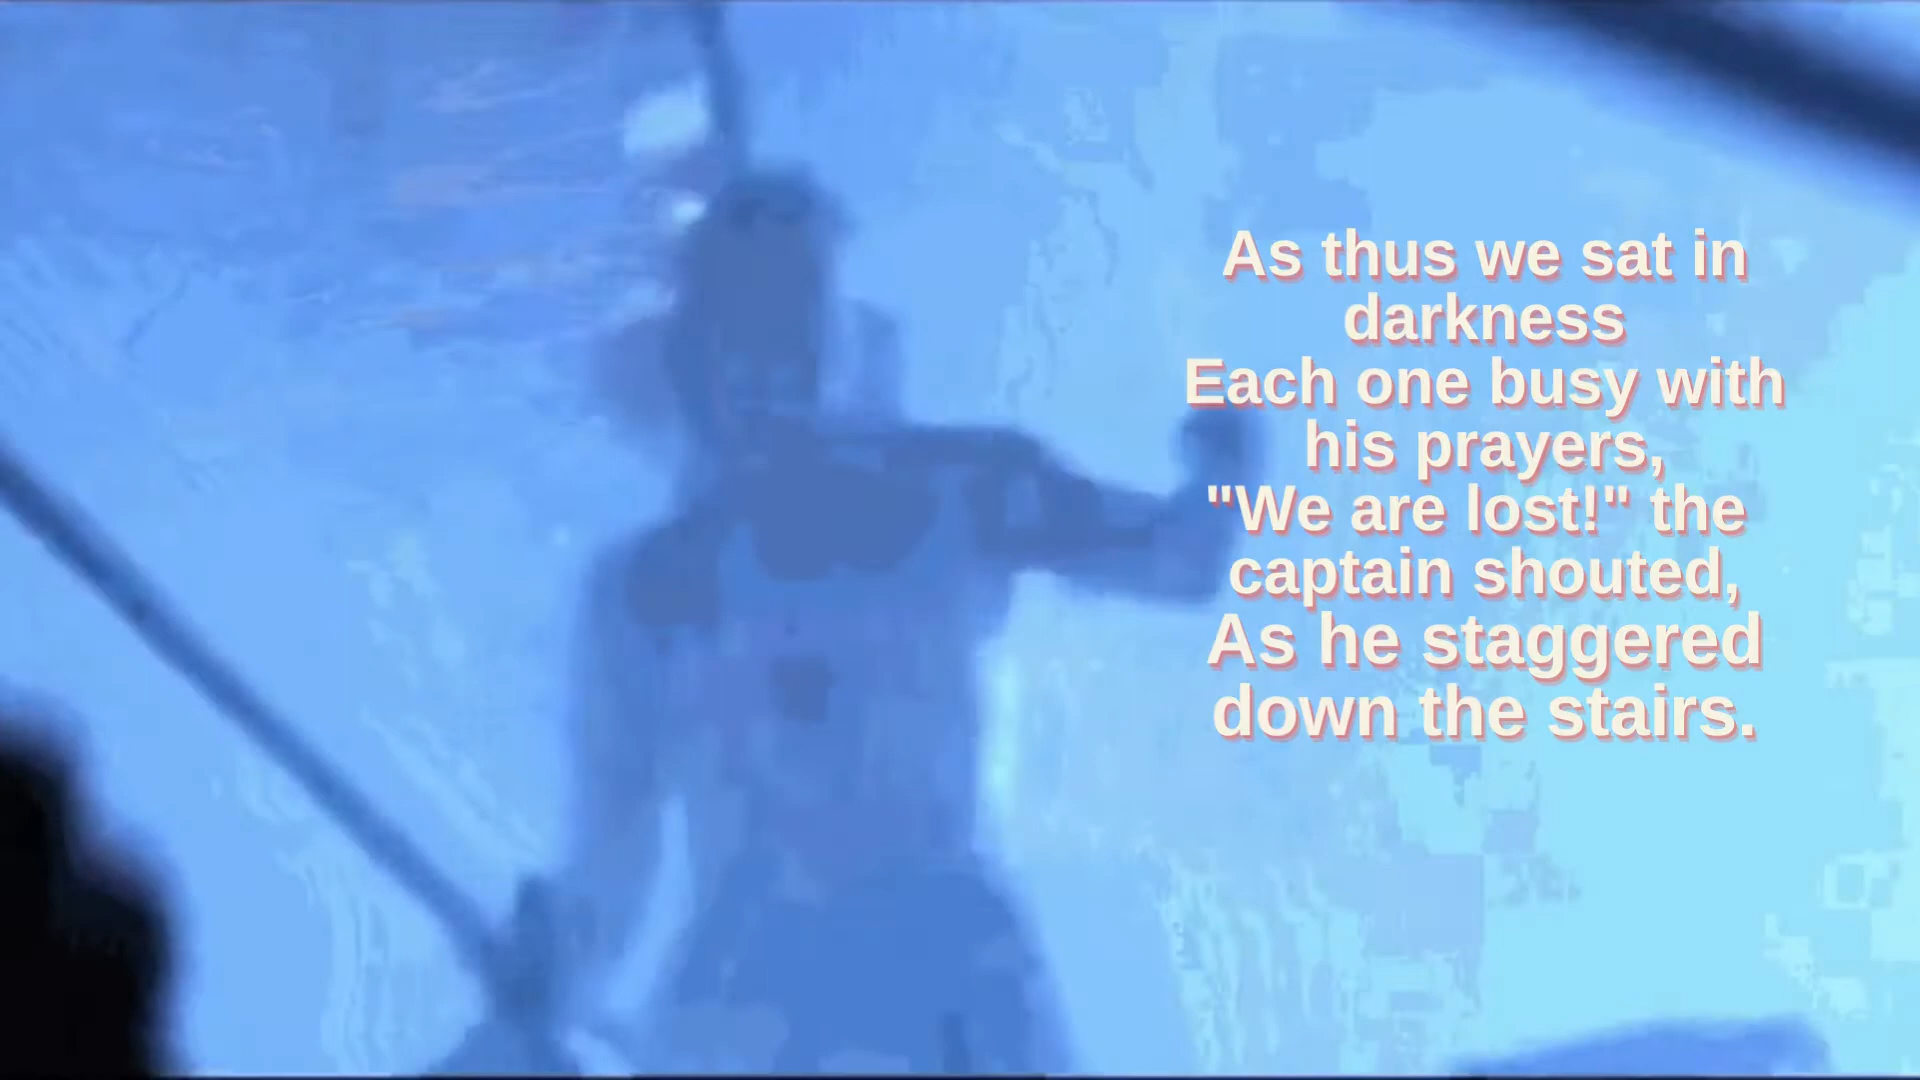 As thus we sat in
darkness
Each one busy with
his prayers,
"We are lost!" the
captain shouted,
As he staggered
down the stairs.